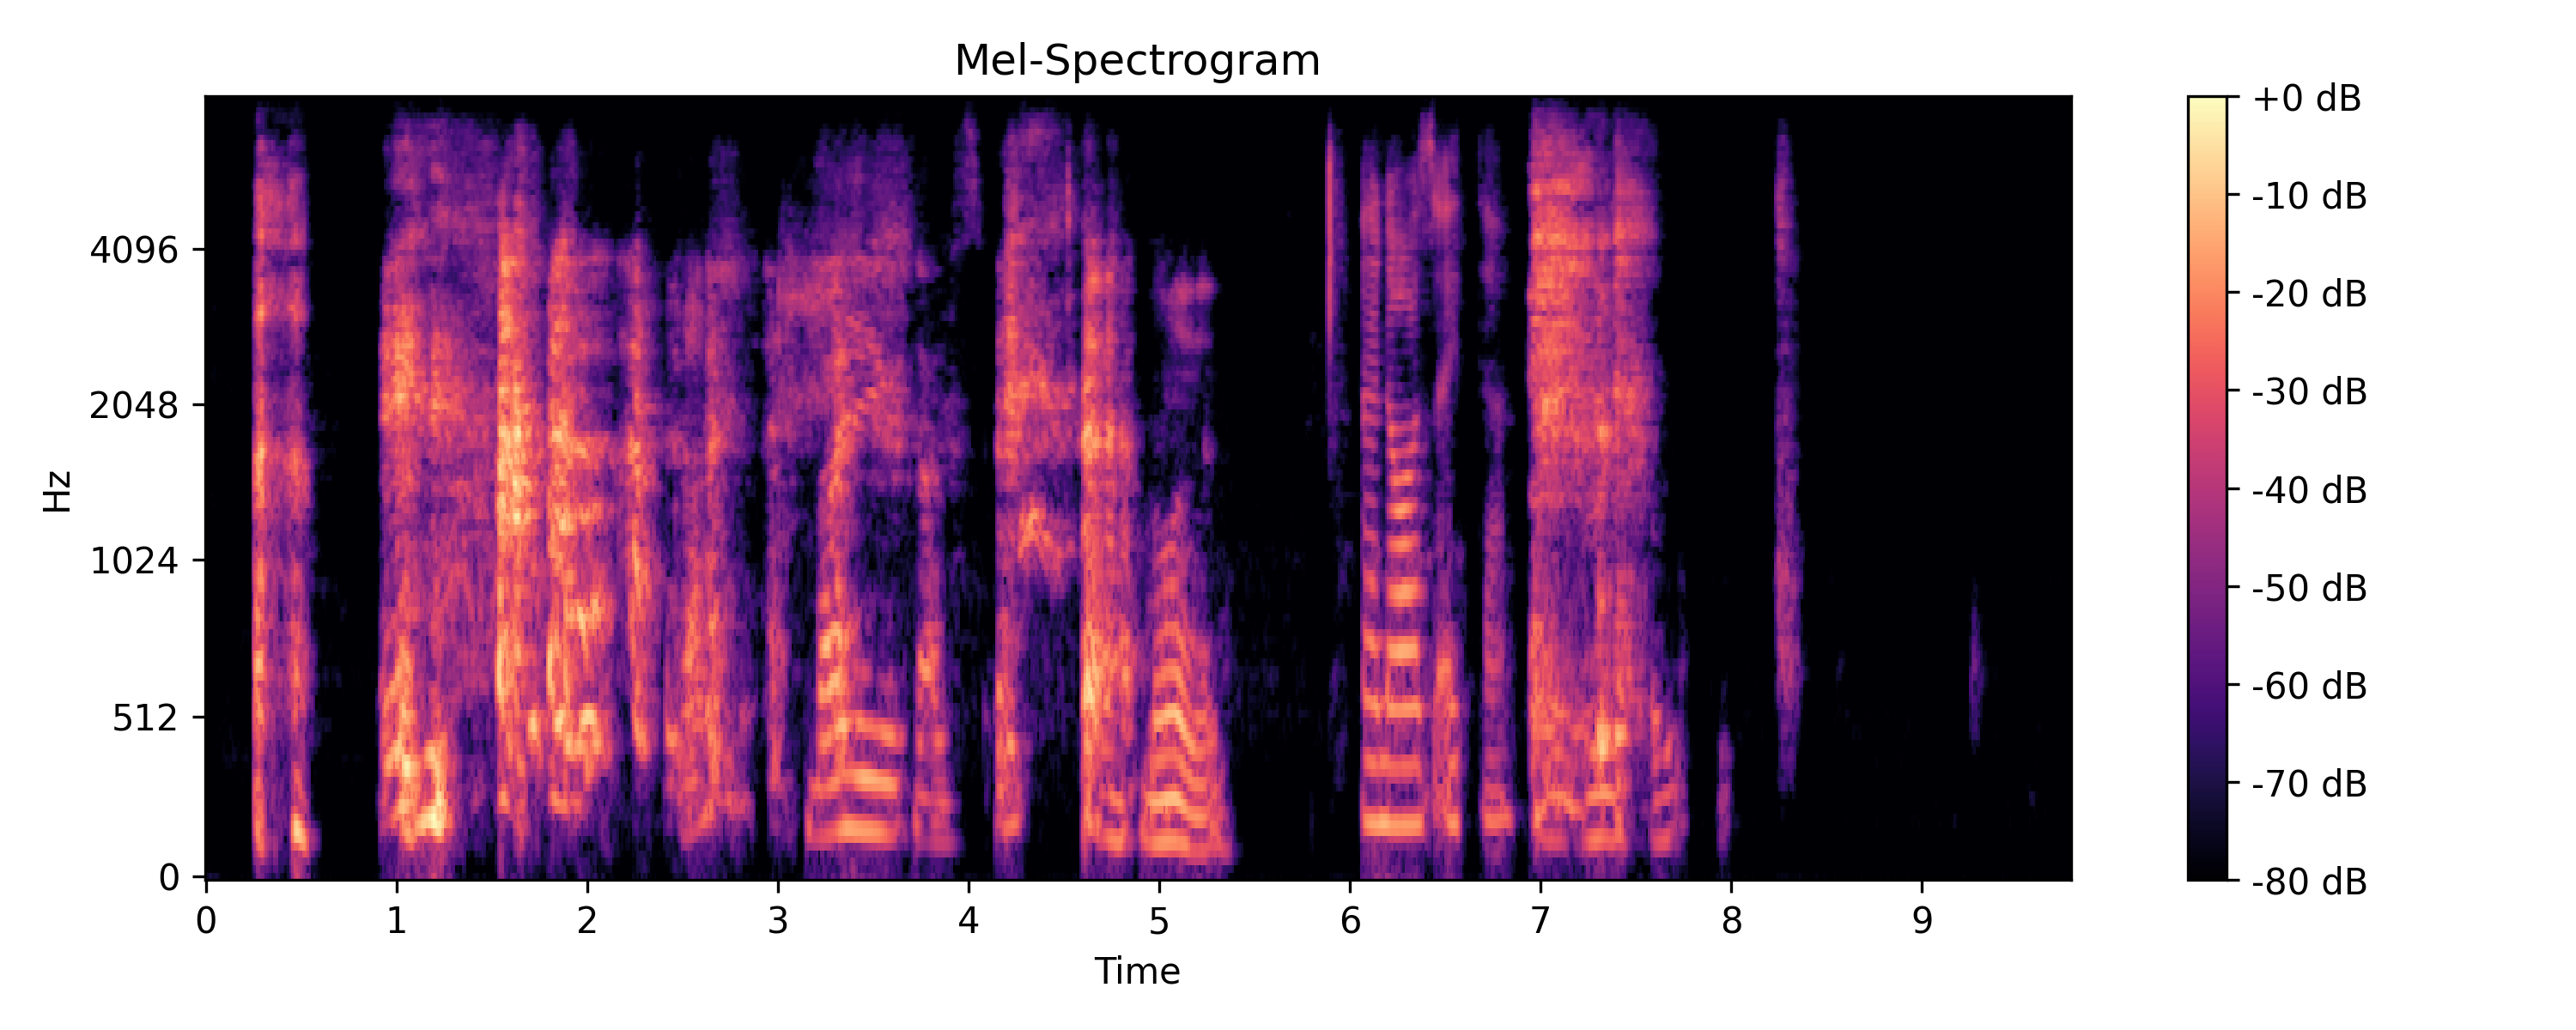 Mel-Spectrogram
+0 dB
-10 dB
-20 dB
-30 dB
-40 dB
-50 dB
-60 dB
-70 dB
-80 dB
4096
2048
1024
512
0
Hz
0 1 2 3 4 5 6 7 8 9
Time